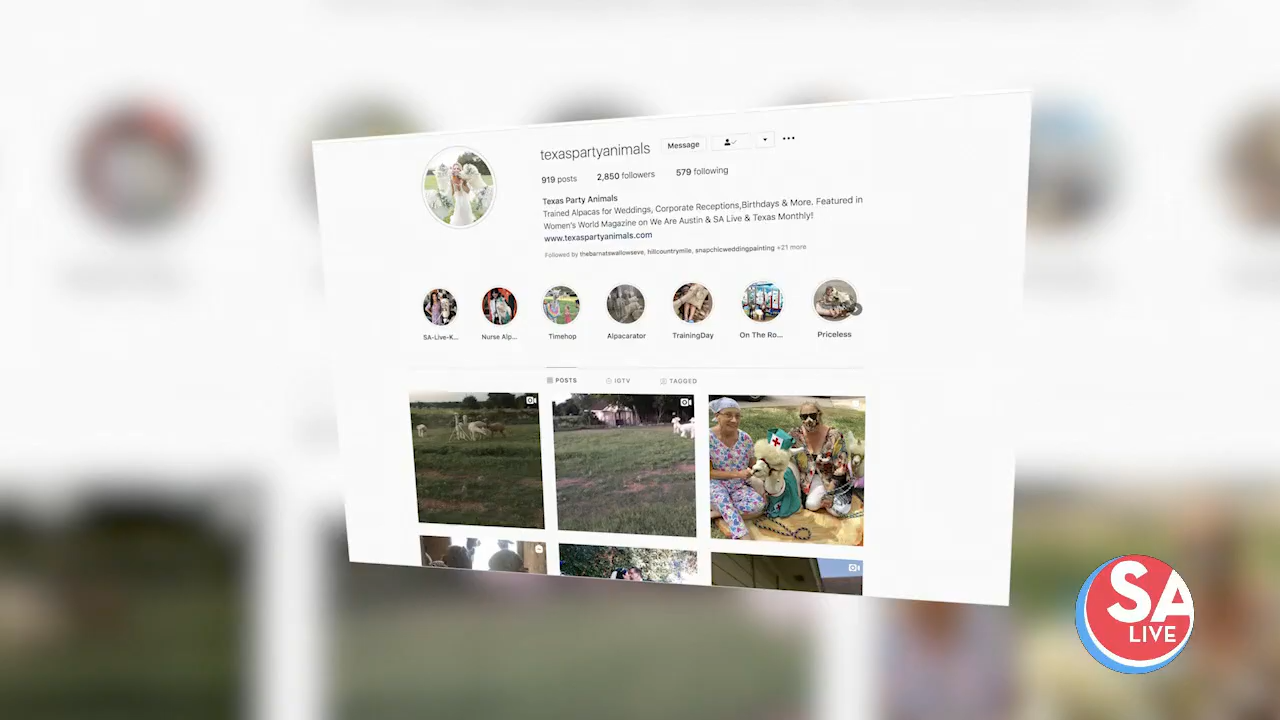 texaspartyanimals Message
919 posts 2,850 followers 579 following
Texas Party Animals
Trained Alpacas for Weddings, Corporate Receptions,Birthdays & More. Featured in
Women's World Magazine on We Are Austin & SA Live & Texas Monthly!
www.texaspartyanimals.com
Followed by thebarnatswallowseve, hillcountrymile, snapchicweddingpainting +21 more
SA-Live-K... Nurse Alp... Timehop Alpacarator TrainingDay On The Ro... Priceless
POSTS IGTV TAGGED
SA
LIVE